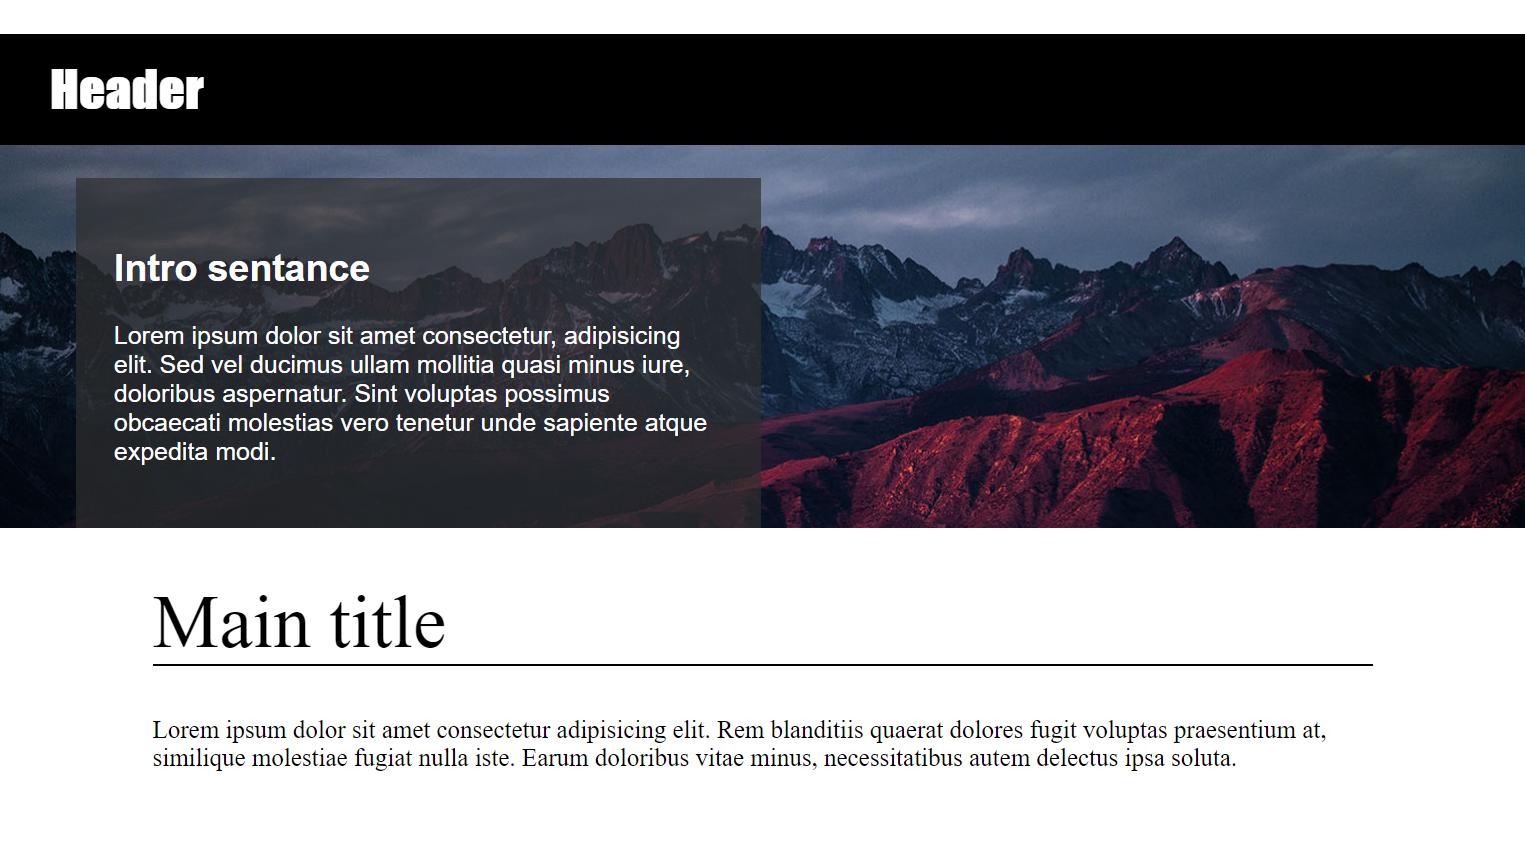 Header
Intro sentance
Lorem ipsum dolor sit amet consectetur, adipisicing
elit. Sed vel ducimus ullam mollitia quasi minus iure,
doloribus aspernatur. Sint voluptas possimus
obcaecati molestias vero tenetur unde sapiente atque
expedita modi.
Main title
Lorem ipsum dolor sit amet consectetur adipisicing elit. Rem blanditiis quaerat dolores fugit voluptas praesentium at,
similique molestiae fugiat nulla iste. Earum doloribus vitae minus, necessitatibus autem delectus ipsa soluta.